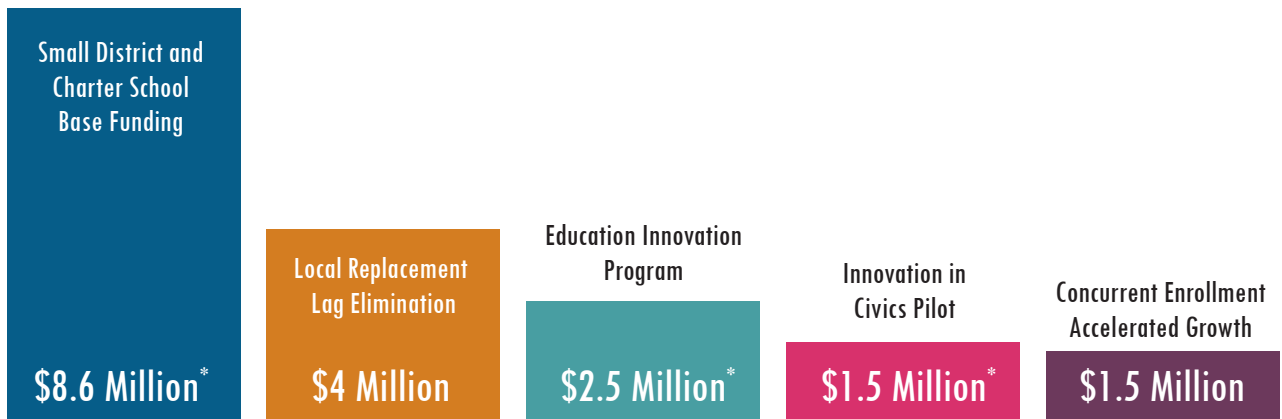 Small District and
Charter School
Base Funding
$8.6 Million*
Local Replacement
Lag Elimination
$4 Million
Education Innovation
Program
$2.5 Million*
Innovation in
Civics Pilot
$1.5 Million*
Concurrent Enrollment
Accelerated Growth
$1.5 Million